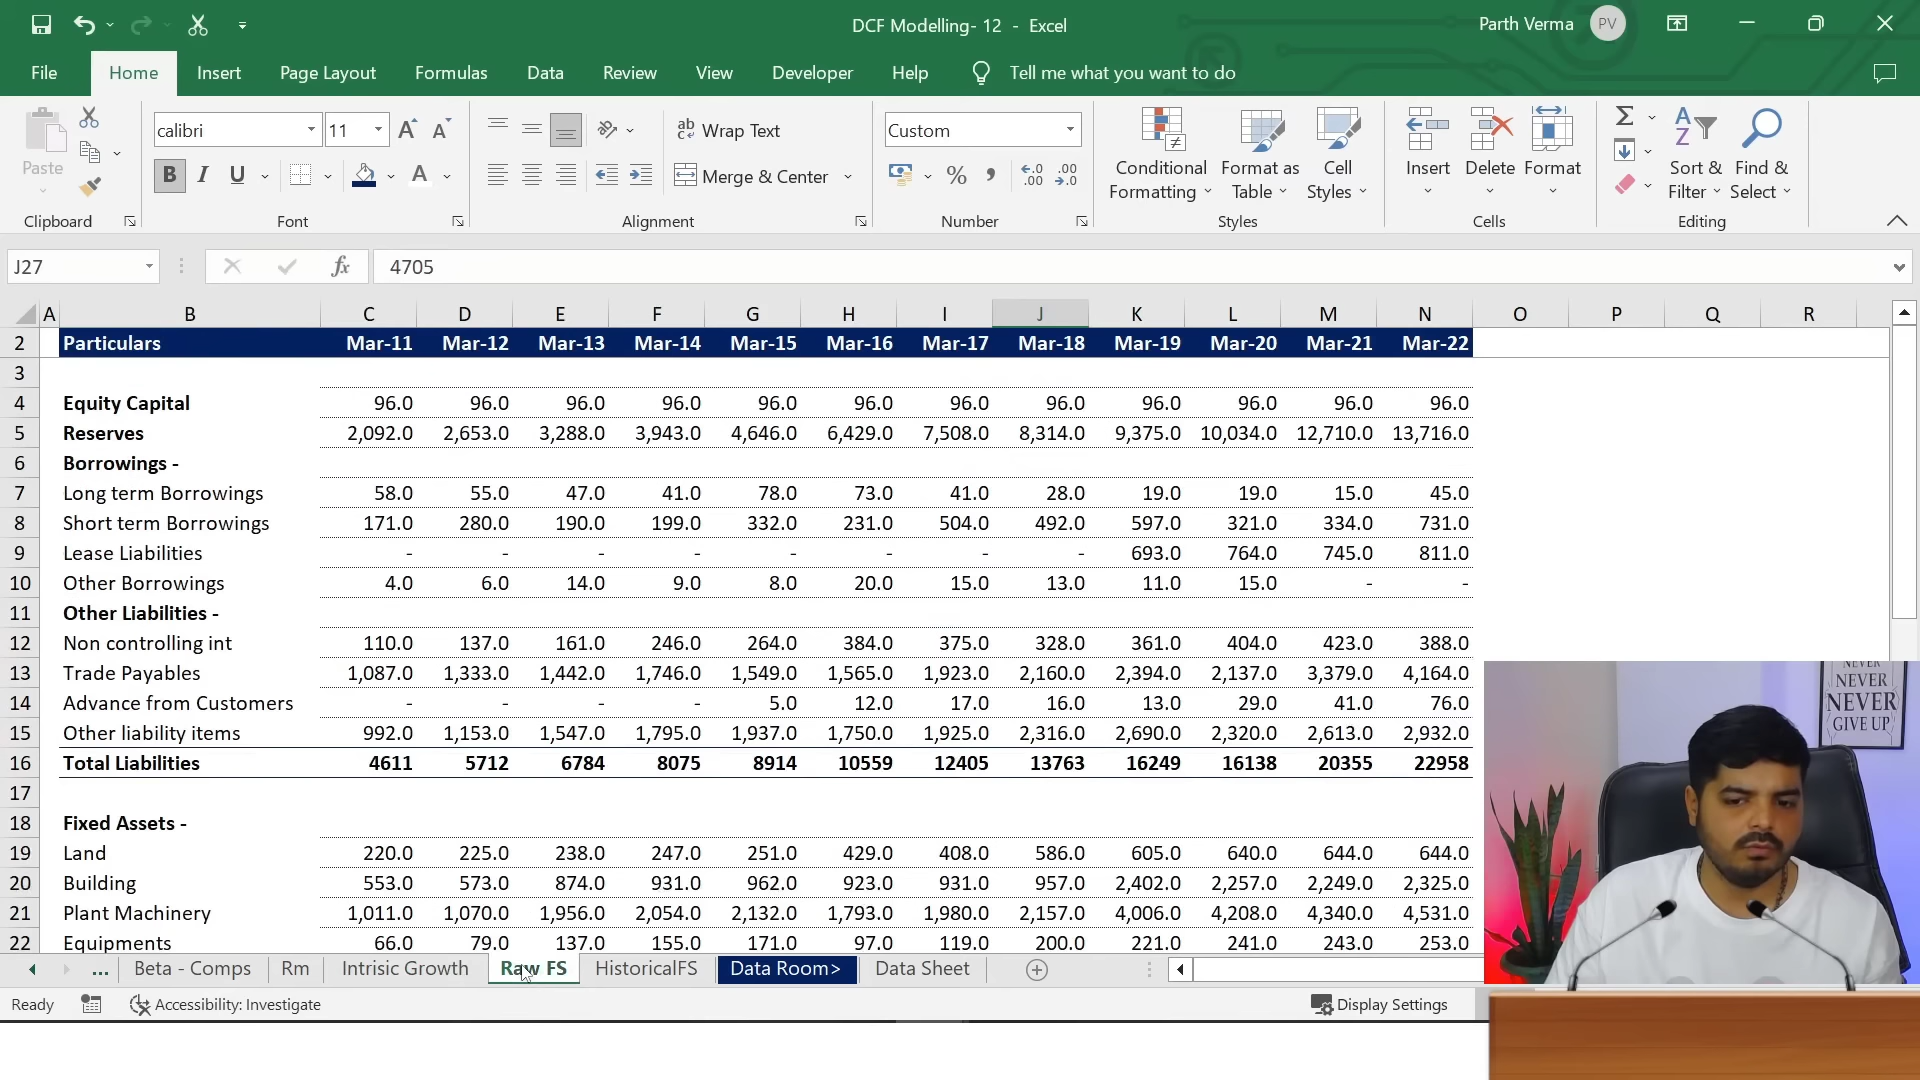 DCF Modelling- 12 - Excel
Parth Verma PV
File Home Insert Page Layout Formulas Data Review View Developer Help Tell me what you want to do
Paste
calibri 11
B I U
Wrap Text
Merge & Center
Custom
Conditional Formatting
Format as Table
Cell Styles
Insert Delete Format
Sort & Filter
Find & Select
Clipboard Font Alignment Number Styles Cells Editing
J27 fx 4705
A B C D E F G H I J K L M N O P Q R
2 Particulars Mar-11 Mar-12 Mar-13 Mar-14 Mar-15 Mar-16 Mar-17 Mar-18 Mar-19 Mar-20 Mar-21 Mar-22
3
4 Equity Capital 96.0 96.0 96.0 96.0 96.0 96.0 96.0 96.0 96.0 96.0 96.0 96.0
5 Reserves 2,092.0 2,653.0 3,288.0 3,943.0 4,646.0 6,429.0 7,508.0 8,314.0 9,375.0 10,034.0 12,710.0 13,716.0
6 Borrowings -
7 Long term Borrowings 58.0 55.0 47.0 41.0 78.0 73.0 41.0 28.0 19.0 19.0 15.0 45.0
8 Short term Borrowings 171.0 280.0 190.0 199.0 332.0 231.0 504.0 492.0 597.0 321.0 334.0 731.0
9 Lease Liabilities - - - - - - - - 693.0 764.0 745.0 811.0
10 Other Borrowings 4.0 6.0 14.0 9.0 8.0 20.0 15.0 13.0 11.0 15.0 - -
11 Other Liabilities -
12 Non controlling int 110.0 137.0 161.0 246.0 264.0 384.0 375.0 328.0 361.0 404.0 423.0 388.0
13 Trade Payables 1,087.0 1,333.0 1,442.0 1,746.0 1,549.0 1,565.0 1,923.0 2,160.0 2,394.0 2,137.0 3,379.0 4,164.0
14 Advance from Customers - - - - 5.0 12.0 17.0 16.0 13.0 29.0 41.0 76.0
15 Other liability items 992.0 1,153.0 1,547.0 1,795.0 1,937.0 1,750.0 1,925.0 2,316.0 2,690.0 2,320.0 2,613.0 2,932.0
16 Total Liabilities 4611 5712 6784 8075 8914 10559 12405 13763 16249 16138 20355 22958
17
18 Fixed Assets -
19 Land 220.0 225.0 238.0 247.0 251.0 429.0 408.0 586.0 605.0 640.0 644.0 644.0
20 Building 553.0 573.0 874.0 931.0 962.0 923.0 931.0 957.0 2,402.0 2,257.0 2,249.0 2,325.0
21 Plant Machinery 1,011.0 1,070.0 1,956.0 2,054.0 2,132.0 1,793.0 1,980.0 2,157.0 4,006.0 4,208.0 4,340.0 4,531.0
22 Equipments 66.0 79.0 137.0 155.0 171.0 97.0 119.0 200.0 221.0 241.0 243.0 253.0
NEVER
NEVER
NEVER
GIVE UP
... Beta - Comps Rm Intrisic Growth Raw FS HistoricalFS Data Room> Data Sheet
Ready Accessibility: Investigate Display Settings